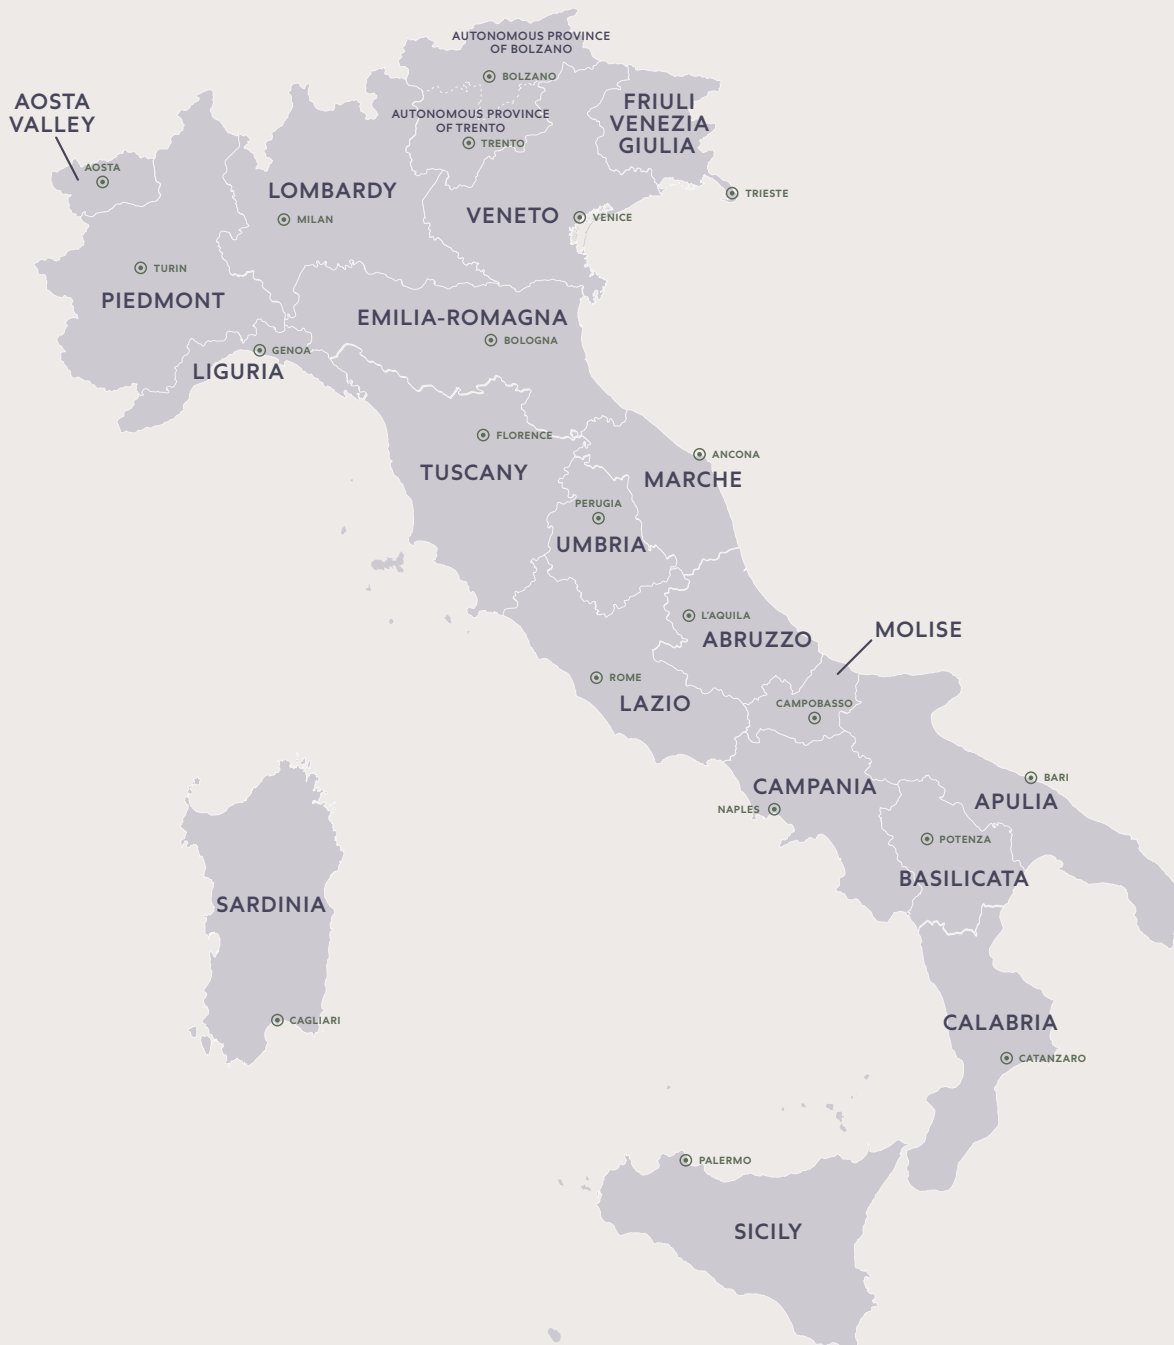 AUTONOMOUS PROVINCE
OF BOLZANO
BOLZANO
AOSTA
VALLEY
FRIULI
VENEZIA
GIULIA
AUTONOMOUS PROVINCE
OF TRENTO
TRENTO
AOSTA
LOMBARDY
TRIESTE
MILAN
VENETO
VENICE
TURIN
PIEDMONT
EMILIA-ROMAGNA
BOLOGNA
GENOA
LIGURIA
FLORENCE
TUSCANY
ANCONA
MARCHE
PERUGIA
UMBRIA
L'AQUILA
ABRUZZO
MOLISE
ROME
LAZIO
CAMPOBASSO
CAMPANIA
NAPLES
BARI
APULIA
POTENZA
BASILICATA
SARDINIA
CAGLIARI
CALABRIA
CATANZARO
PALERMO
SICILY